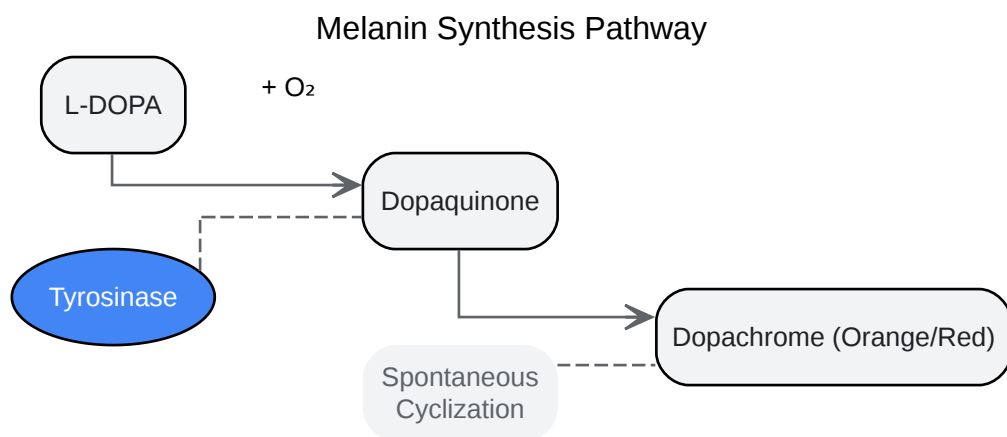 Melanin Synthesis Pathway
L-DOPA
+ O₂
Dopaquinone
Tyrosinase
Dopachrome (Orange/Red)
Spontaneous
Cyclization